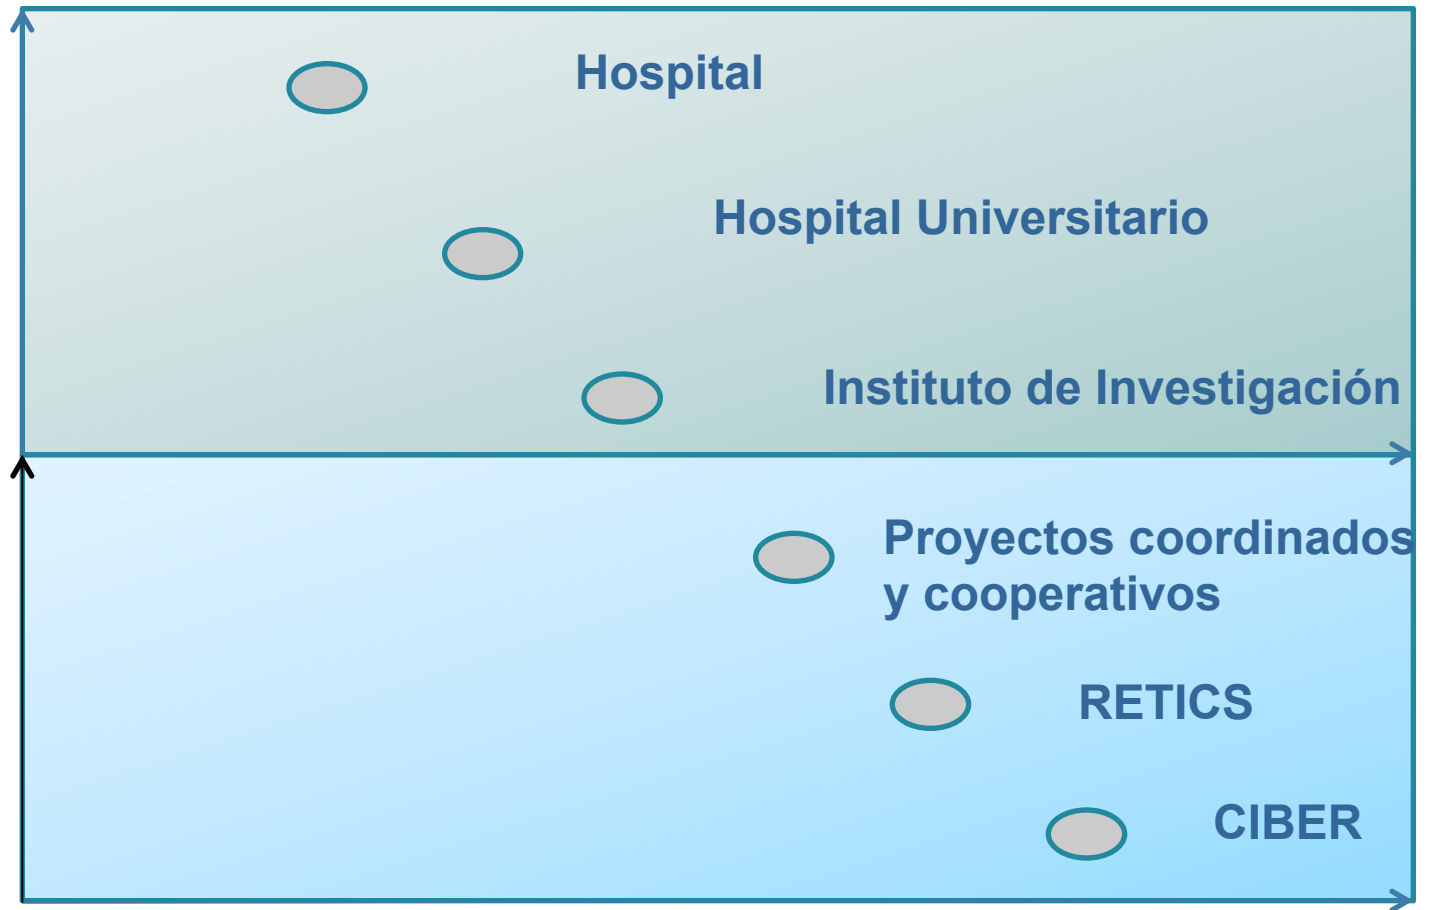 Hospital
Hospital Universitario
Instituto de Investigación
Proyectos coordinados
y cooperativos
RETICS
CIBER